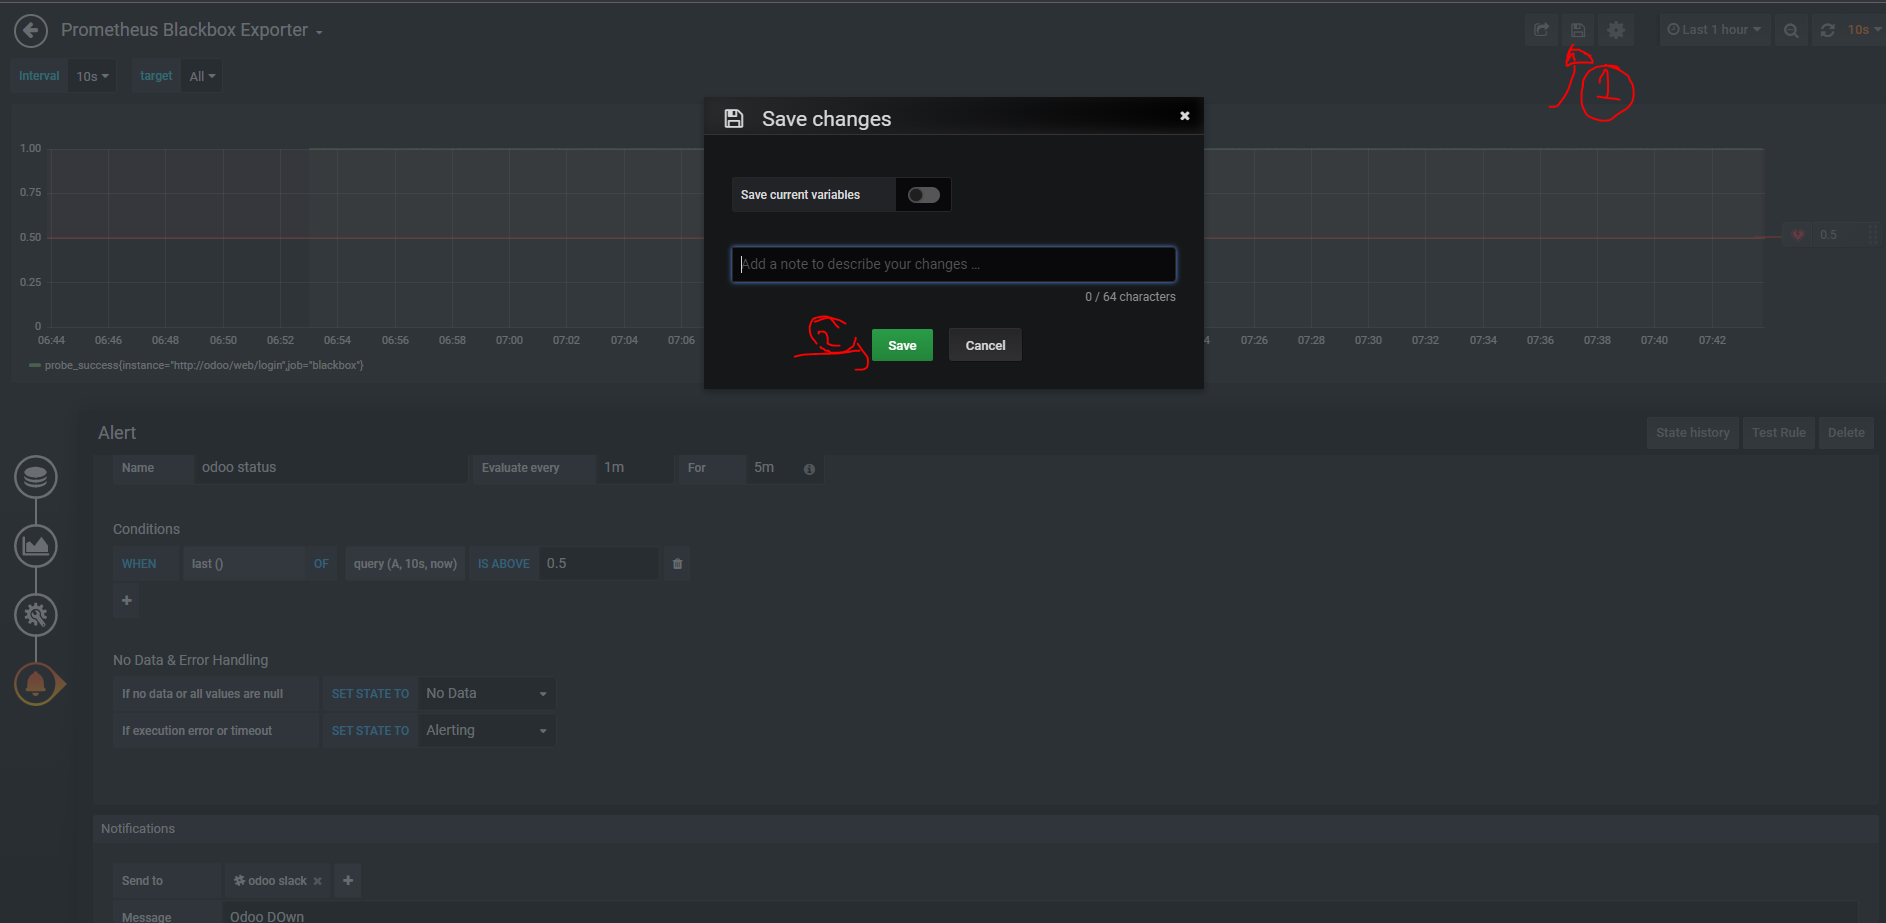 Prometheus Blackbox Exporter
Last 1 hour
10s
Interval 10s target All
1
Save changes
1.00
0.75
0.50
0.25
0
0.5
Save current variables
Add a note to describe your changes ...
0 / 64 characters
2
Save Cancel
06:44 06:46 06:48 06:50 06:52 06:54 06:56 06:58 07:00 07:02 07:04 07:06 4 07:26 07:28 07:30 07:32 07:34 07:36 07:38 07:40 07:42
probe_success{instance="http://odoo/web/login",job="blackbox"}
Alert
State history Test Rule Delete
Name odoo status Evaluate every 1m For 5m
Conditions
WHEN last () OF query (A, 10s, now) IS ABOVE 0.5
No Data & Error Handling
If no data or all values are null SET STATE TO No Data
If execution error or timeout SET STATE TO Alerting
Notifications
Send to odoo slack
Message Odoo DOwn